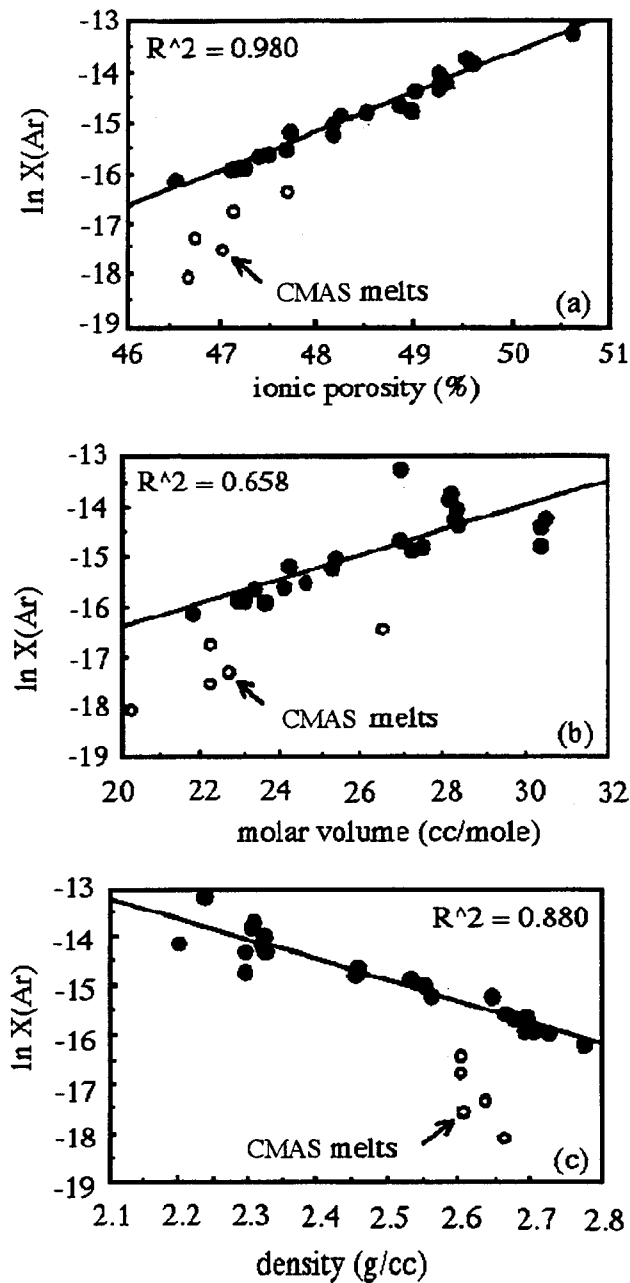 R^2 = 0.980
ln X(Ar)
-13
-14
-15
-16
-17
-18
-19
CMAS melts
(a)
46 47 48 49 50 51
ionic porosity (%)
R^2 = 0.658
ln X(Ar)
-13
-14
-15
-16
-17
-18
-19
CMAS melts
(b)
20 22 24 26 28 30 32
molar volume (cc/mole)
R^2 = 0.880
ln X(Ar)
-13
-14
-15
-16
-17
-18
-19
CMAS melts
(c)
2.1 2.2 2.3 2.4 2.5 2.6 2.7 2.8
density (g/cc)